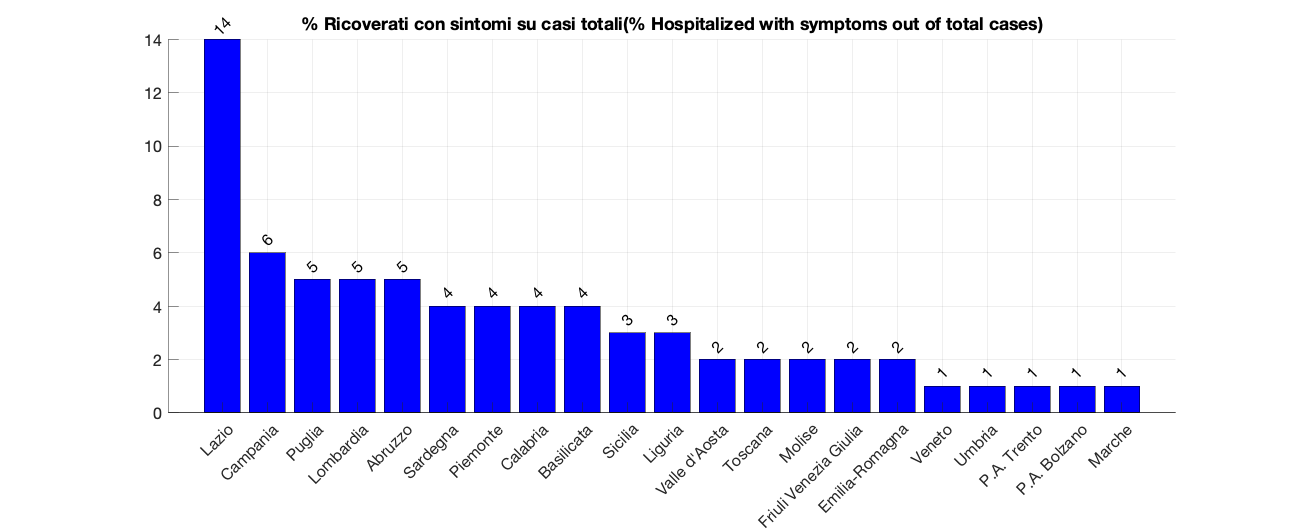 % Ricoverati con sintomi su casi totali(% Hospitalized with symptoms out of total cases)
14
12
10
8
6
4
2
0
14
6
5
5
5
4
4
4
4
3
3
2
2
2
2
2
1
1
1
1
1
Lazio
Campania
Puglia
Lombardia
Abruzzo
Sardegna
Piemonte
Calabria
Basilicata
Sicilia
Liguria
Valle d'Aosta
Toscana
Molise
Friuli Venezia Giulia
Emilia-Romagna
Veneto
Umbria
P.A. Trento
P.A. Bolzano
Marche